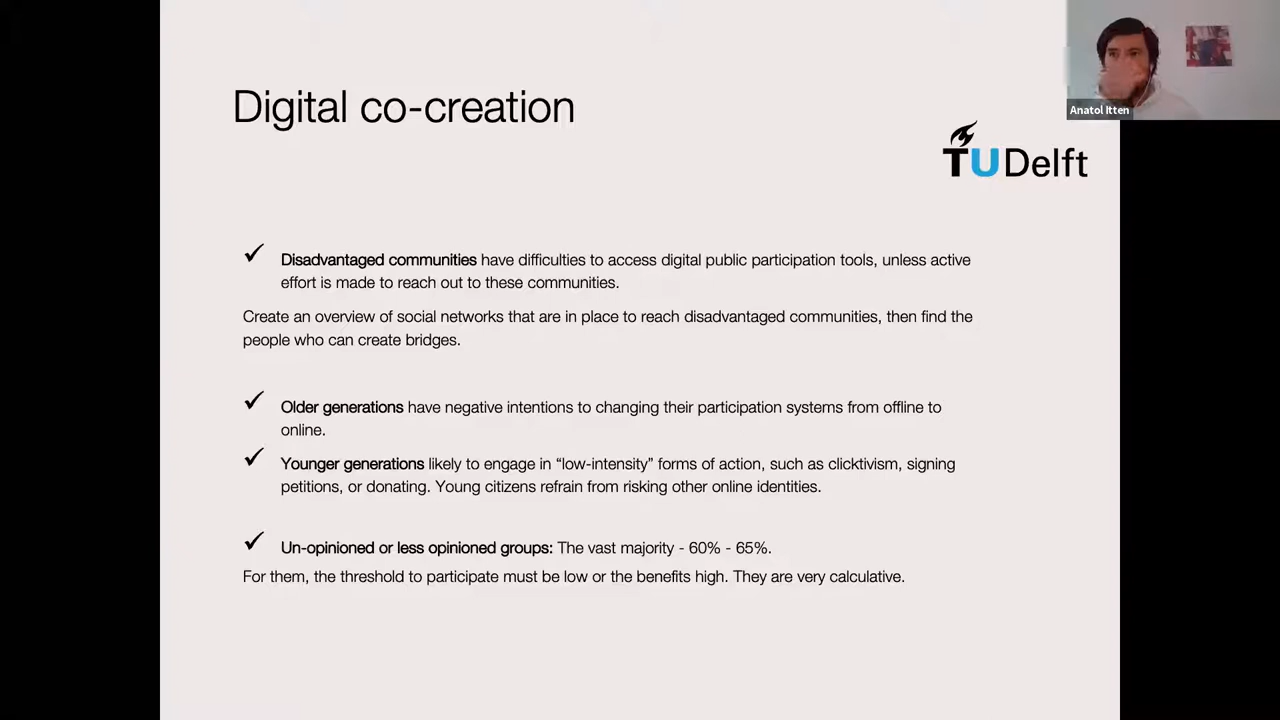 Digital co-creation
Anatol Itten
TU Delft
Disadvantaged communities have difficulties to access digital public participation tools, unless active
effort is made to reach out to these communities.
Create an overview of social networks that are in place to reach disadvantaged communities, then find the
people who can create bridges.
Older generations have negative intentions to changing their participation systems from offline to
online.
Younger generations likely to engage in “low-intensity” forms of action, such as clicktivism, signing
petitions, or donating. Young citizens refrain from risking other online identities.
Un-opinioned or less opinioned groups: The vast majority - 60% - 65%.
For them, the threshold to participate must be low or the benefits high. They are very calculative.